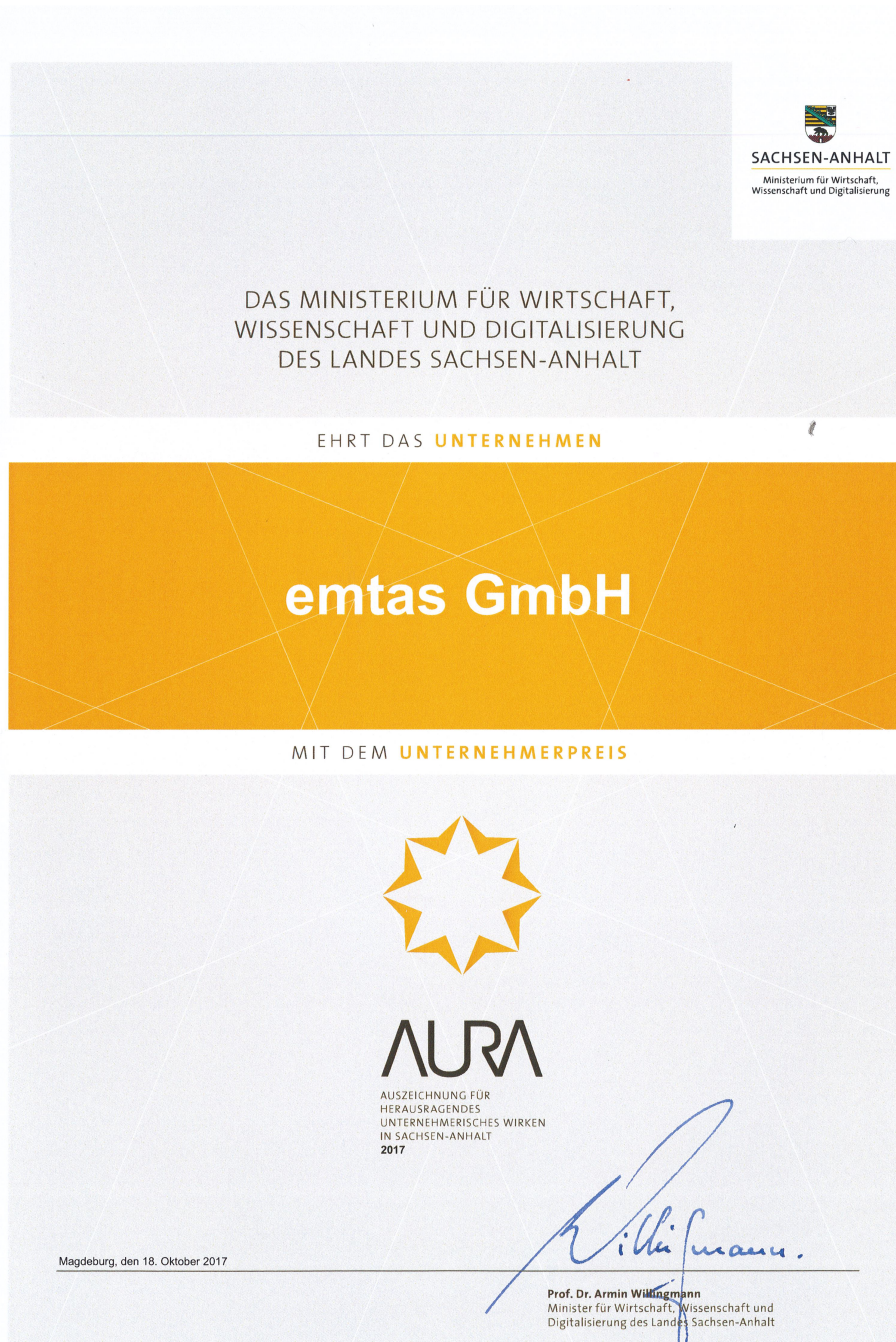 SACHSEN-ANHALT
Ministerium für Wirtschaft,
Wissenschaft und Digitalisierung
DAS MINISTERIUM FÜR WIRTSCHAFT,
WISSENSCHAFT UND DIGITALISIERUNG
DES LANDES SACHSEN-ANHALT
EHRT DAS UNTERNEHMEN
emtas GmbH
MIT DEM UNTERNEHMERPREIS
AURA
AUSZEICHNUNG FÜR
HERAUSRAGENDES
UNTERNEHMERISCHES WIRKEN
IN SACHSEN-ANHALT
2017
Willingmann.
Magdeburg, den 18. Oktober 2017
Prof. Dr. Armin Willingmann
Minister für Wirtschaft, Wissenschaft und
Digitalisierung des Landes Sachsen-Anhalt